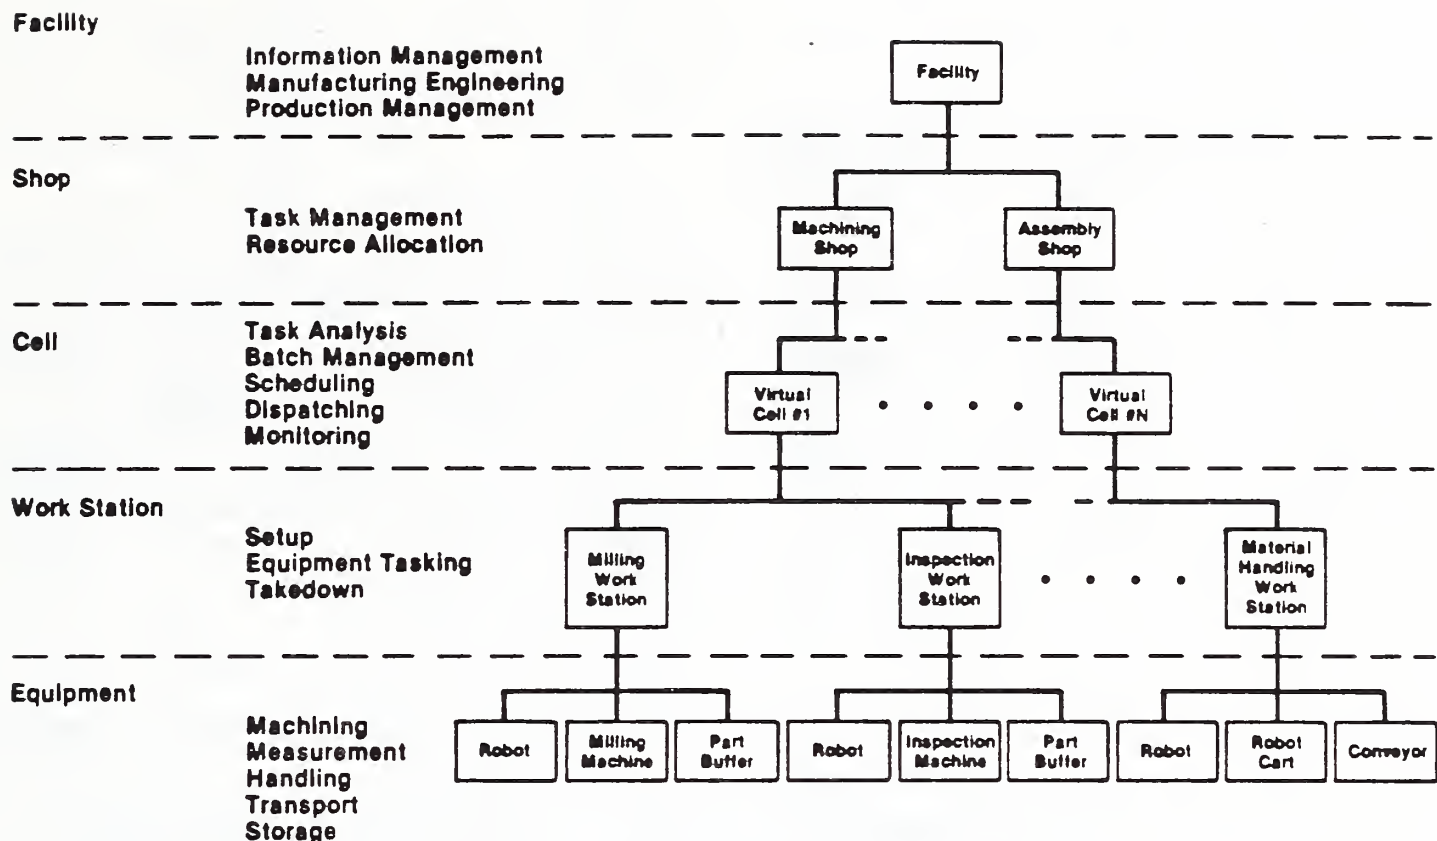 Facility
Information Management
Manufacturing Engineering
Production Management
Facility
Shop
Task Management
Resource Allocation
Machining
Shop
Assembly
Shop
Cell
Task Analysis
Batch Management
Scheduling
Dispatching
Monitoring
Virtual
Cell #1
Virtual
Cell #N
Work Station
Setup
Equipment Tasking
Takedown
Milling
Work
Station
Inspection
Work
Station
Material
Handling
Work
Station
Equipment
Machining
Measurement
Handling
Transport
Storage
Robot
Milling
Machine
Part
Buffer
Robot
Inspection
Machine
Part
Buffer
Robot
Robot
Cart
Conveyor